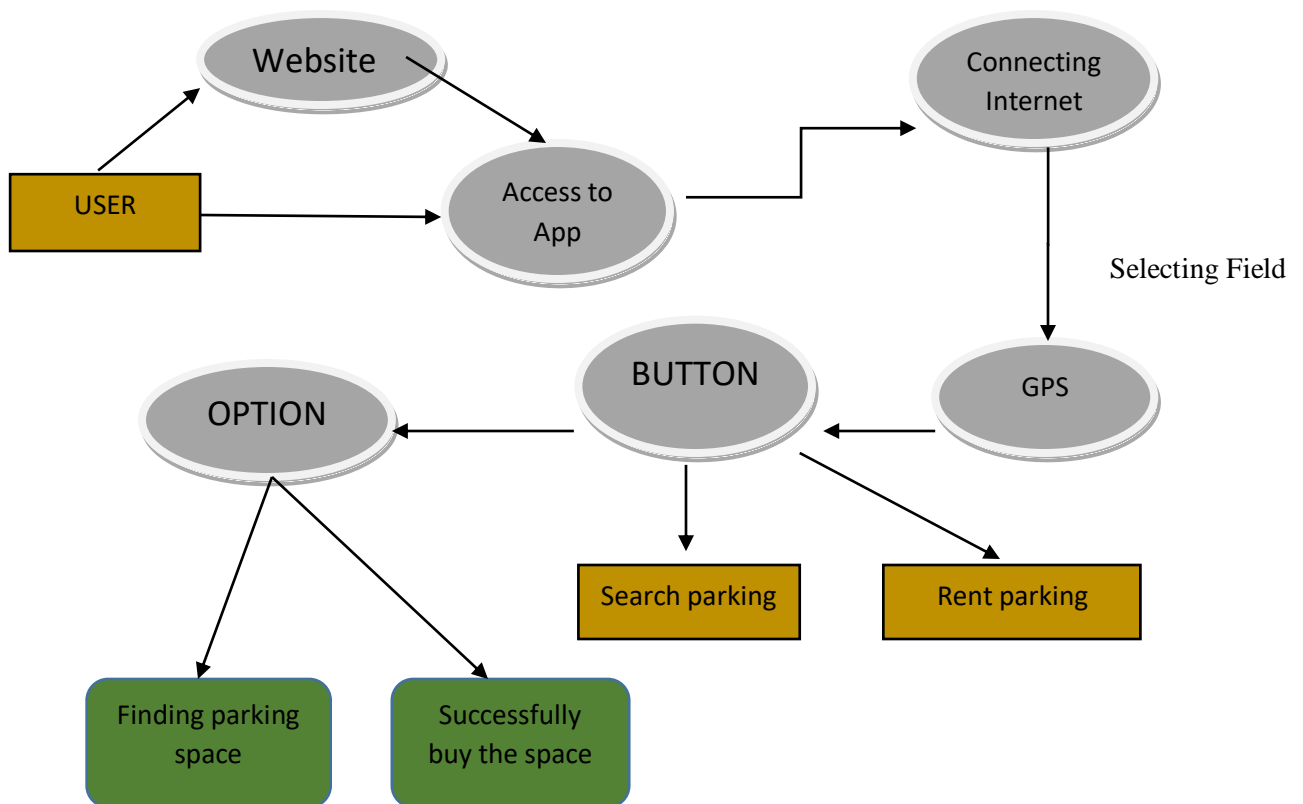 Website
Connecting
Internet
USER
Access to
App
Selecting Field
BUTTON
GPS
OPTION
Search parking
Rent parking
Finding parking
space
Successfully
buy the space